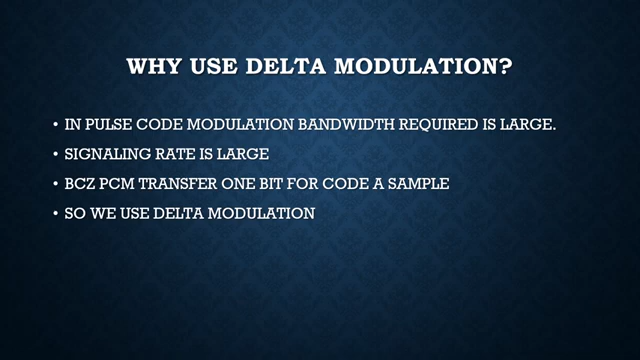 WHY USE DELTA MODULATION?
• IN PULSE CODE MODULATION BANDWIDTH REQUIRED IS LARGE.
• SIGNALING RATE IS LARGE
• BCZ PCM TRANSFER ONE BIT FOR CODE A SAMPLE
• SO WE USE DELTA MODULATION